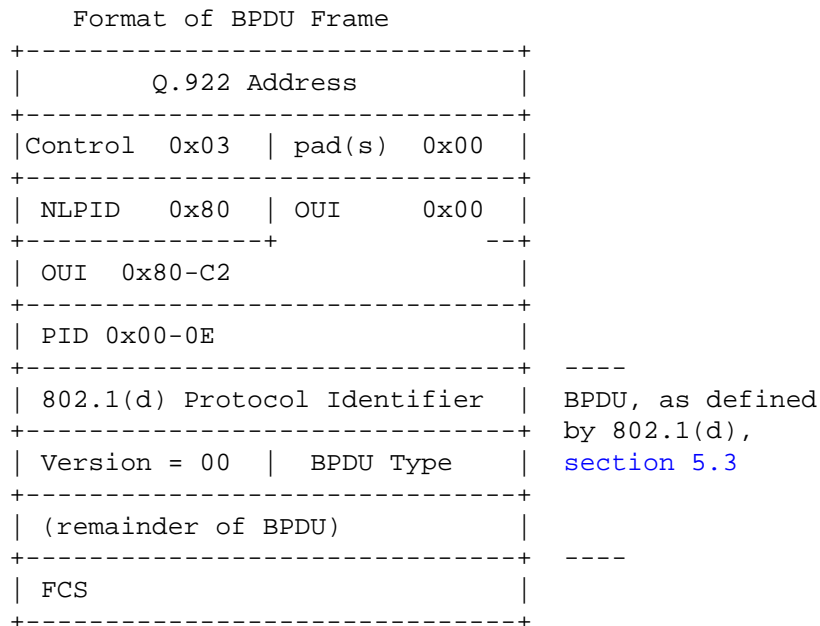 Format of BPDU Frame
+-------------------------------+
|         Q.922 Address         |
+-------------------------------+
|Control  0x03  | pad(s)  0x00  |
+-------------------------------+
| NLPID   0x80  | OUI     0x00  |
+---------------+             --+
| OUI  0x80-C2                  |
+-------------------------------+
| PID 0x00-0E                   |
+-------------------------------+  ----
| 802.1(d) Protocol Identifier  |  BPDU, as defined
+-------------------------------+  by 802.1(d),
| Version = 00  |   BPDU Type   |  section 5.3
+-------------------------------+
| (remainder of BPDU)           |
+-------------------------------+  ----
| FCS                           |
+-------------------------------+